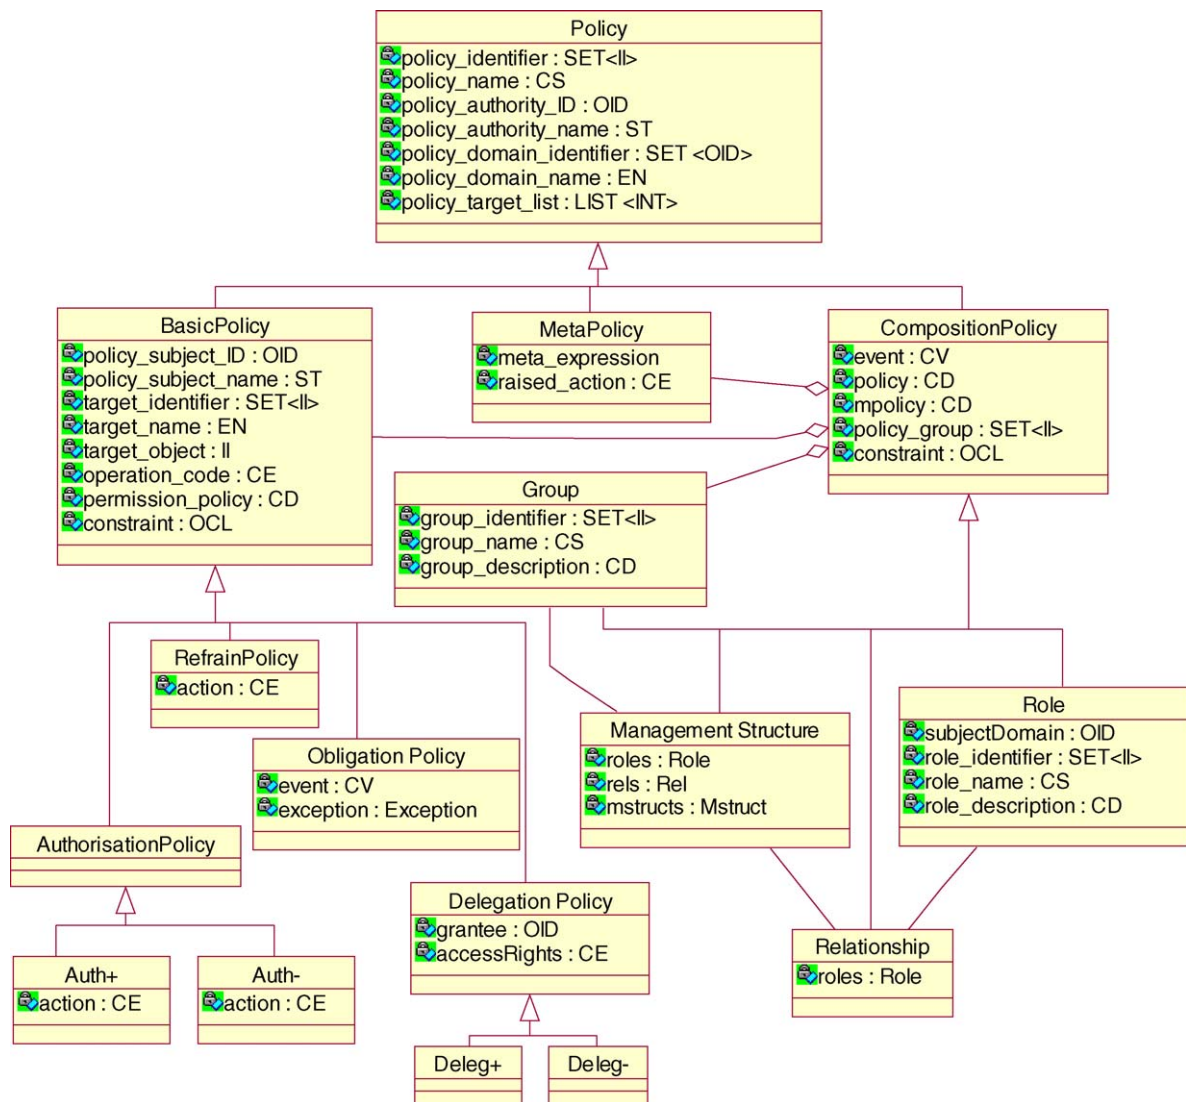 Policy
policy_identifier : SET<II>
policy_name : CS
policy_authority_ID : OID
policy_authority_name : ST
policy_domain_identifier : SET <OID>
policy_domain_name : EN
policy_target_list : LIST <INT>
BasicPolicy
policy_subject_ID : OID
policy_subject_name : ST
target_identifier : SET<II>
target_name : EN
target_object : II
operation_code : CE
permission_policy : CD
constraint : OCL
MetaPolicy
meta_expression
raised_action : CE
CompositionPolicy
event : CV
policy : CD
mpolicy : CD
policy_group : SET<II>
constraint : OCL
Group
group_identifier : SET<II>
group_name : CS
group_description : CD
RefrainPolicy
action : CE
Obligation Policy
event : CV
exception : Exception
Management Structure
roles : Role
rels : Rel
mstructs : Mstruct
Role
subjectDomain : OID
role_identifier : SET<II>
role_name : CS
role_description : CD
AuthorisationPolicy
Delegation Policy
grantee : OID
accessRights : CE
Relationship
roles : Role
Auth+
action : CE
Auth-
action : CE
Deleg+
Deleg-